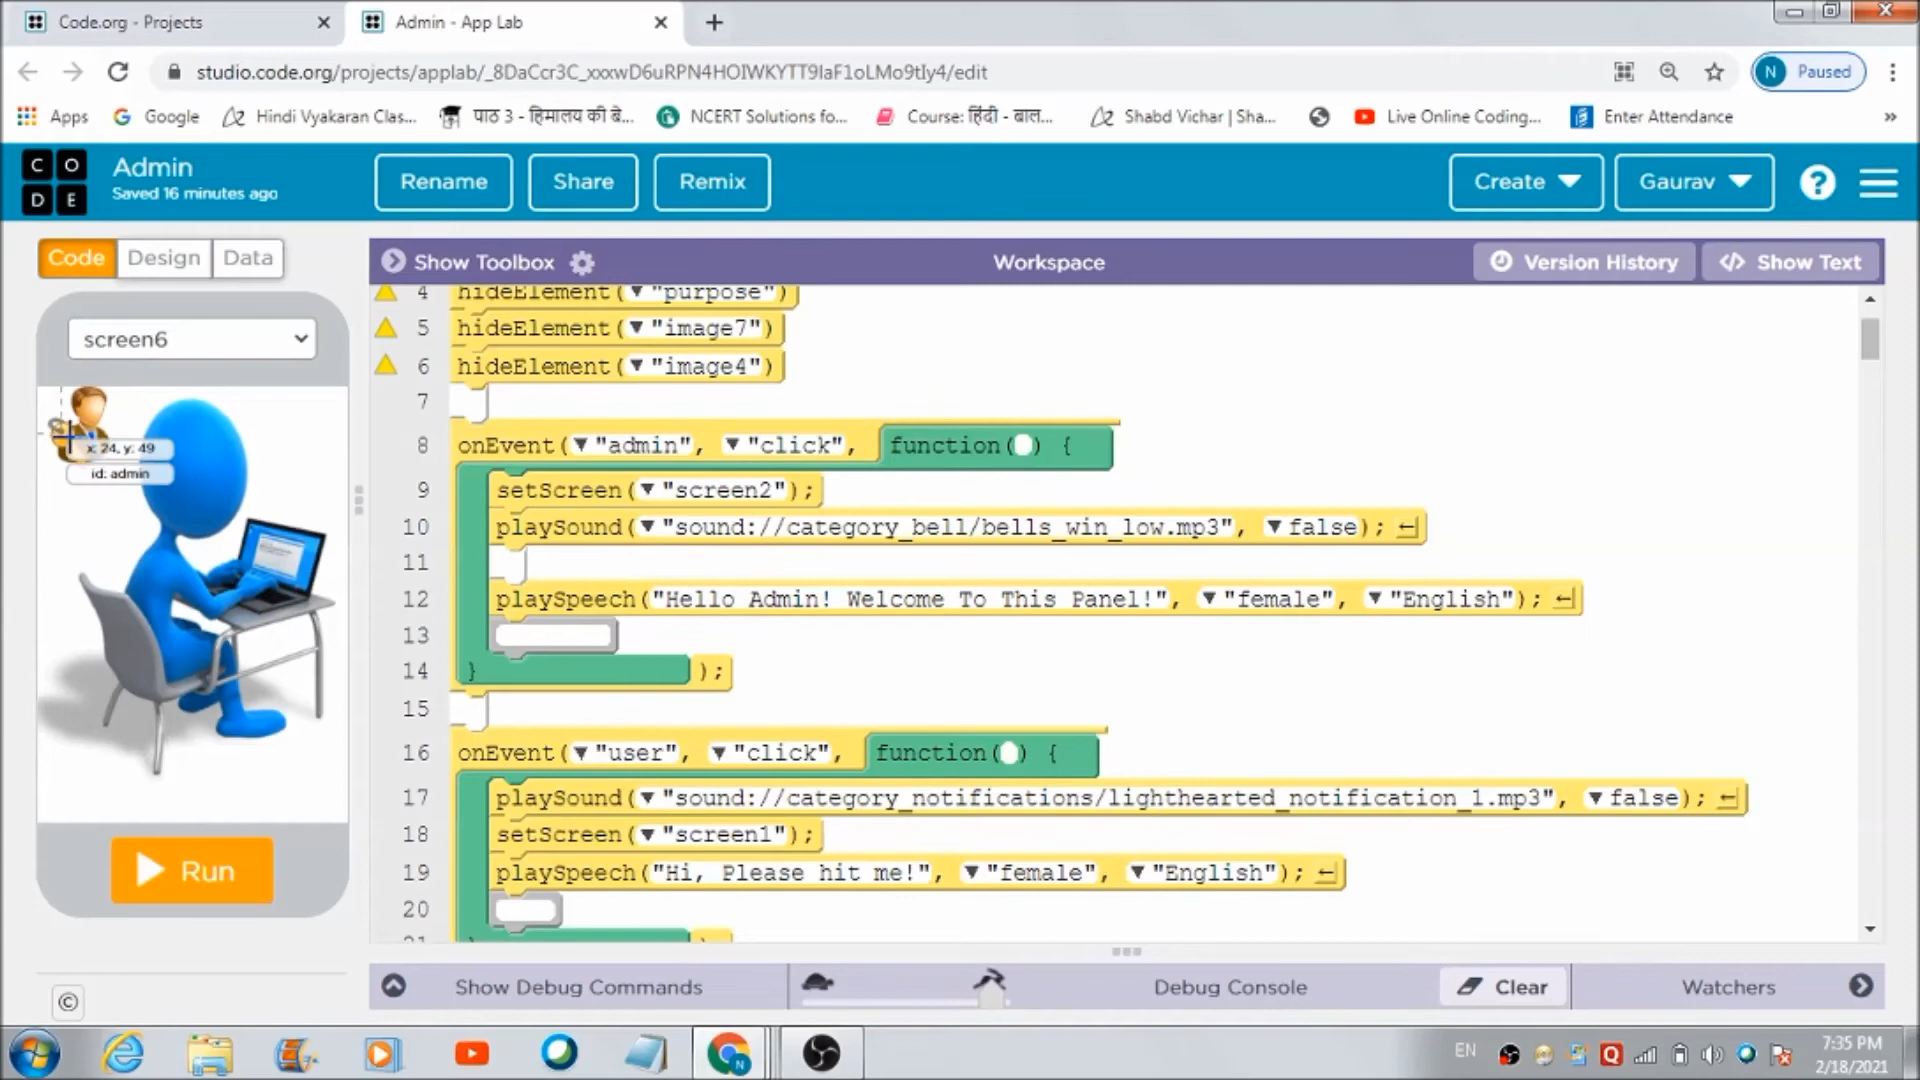 Code.org - Projects
Admin - App Lab
studio.code.org/projects/applab/_8DaCcr3C_xxxwD6uRPN4HOIWKYTT9IaF1oLMo9tIy4/edit
N Paused
Apps
Google
Hindi Vyakaran Clas...
पाठ 3 - हिमालय की बे...
NCERT Solutions fo...
Course: हिंदी - बाल...
Shabd Vichar | Sha...
Live Online Coding...
Enter Attendance
»
C O
D E
Admin
Saved 16 minutes ago
Rename
Share
Remix
Create
Gaurav
?
Code
Design
Data
Show Toolbox
Workspace
Version History
Show Text
screen6
x: 24, y: 49
id: admin
Run
4 hideElement("purpose")
5 hideElement("image7")
6 hideElement("image4")
7
8 onEvent("admin", "click", function() {
9 setScreen("screen2");
10 playSound("sound://category_bell/bells_win_low.mp3", false);
11
12 playSpeech("Hello Admin! Welcome To This Panel!", "female", "English");
13
14 } );
15
16 onEvent("user", "click", function() {
17 playSound("sound://category_notifications/lighthearted_notification_1.mp3", false);
18 setScreen("screen1");
19 playSpeech("Hi, Please hit me!", "female", "English");
20
21
Show Debug Commands
Debug Console
Clear
Watchers
©
N
EN
Q
7:35 PM
2/18/2021